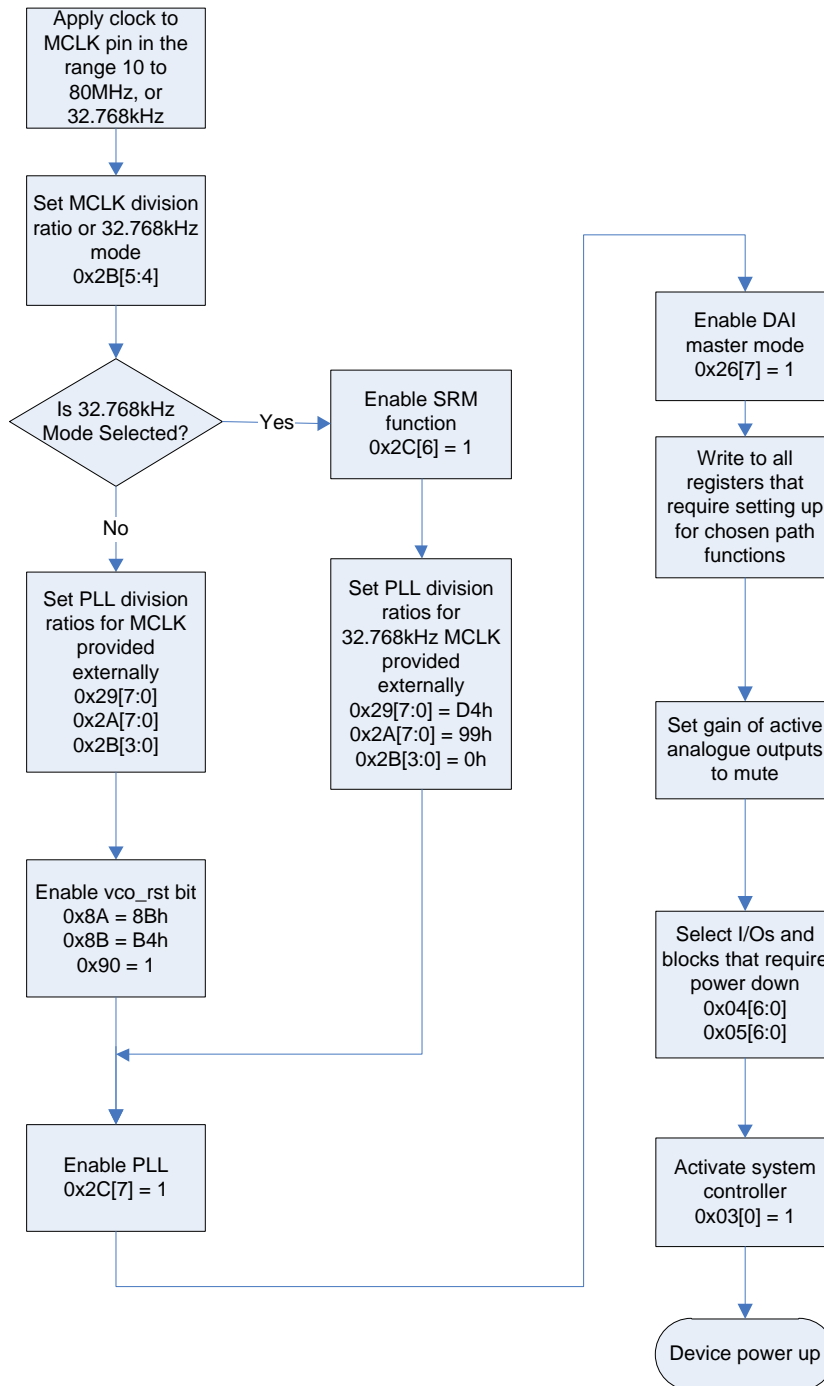 Apply clock to
MCLK pin in the
range 10 to
80MHz, or
32.768kHz
Set MCLK division
ratio or 32.768kHz
mode
0x2B[5:4]
Is 32.768kHz
Mode Selected?
Yes
No
Enable SRM
function
0x2C[6] = 1
Set PLL division
ratios for MCLK
provided
externally
0x29[7:0]
0x2A[7:0]
0x2B[3:0]
Set PLL division
ratios for
32.768kHz MCLK
provided
externally
0x29[7:0] = D4h
0x2A[7:0] = 99h
0x2B[3:0] = 0h
Enable vco_rst bit
0x8A = 8Bh
0x8B = B4h
0x90 = 1
Enable PLL
0x2C[7] = 1
Enable DAI
master mode
0x26[7] = 1
Write to all
registers that
require setting up
for chosen path
functions
Set gain of active
analogue outputs
to mute
Select I/Os and
blocks that require
power down
0x04[6:0]
0x05[6:0]
Activate system
controller
0x03[0] = 1
Device power up